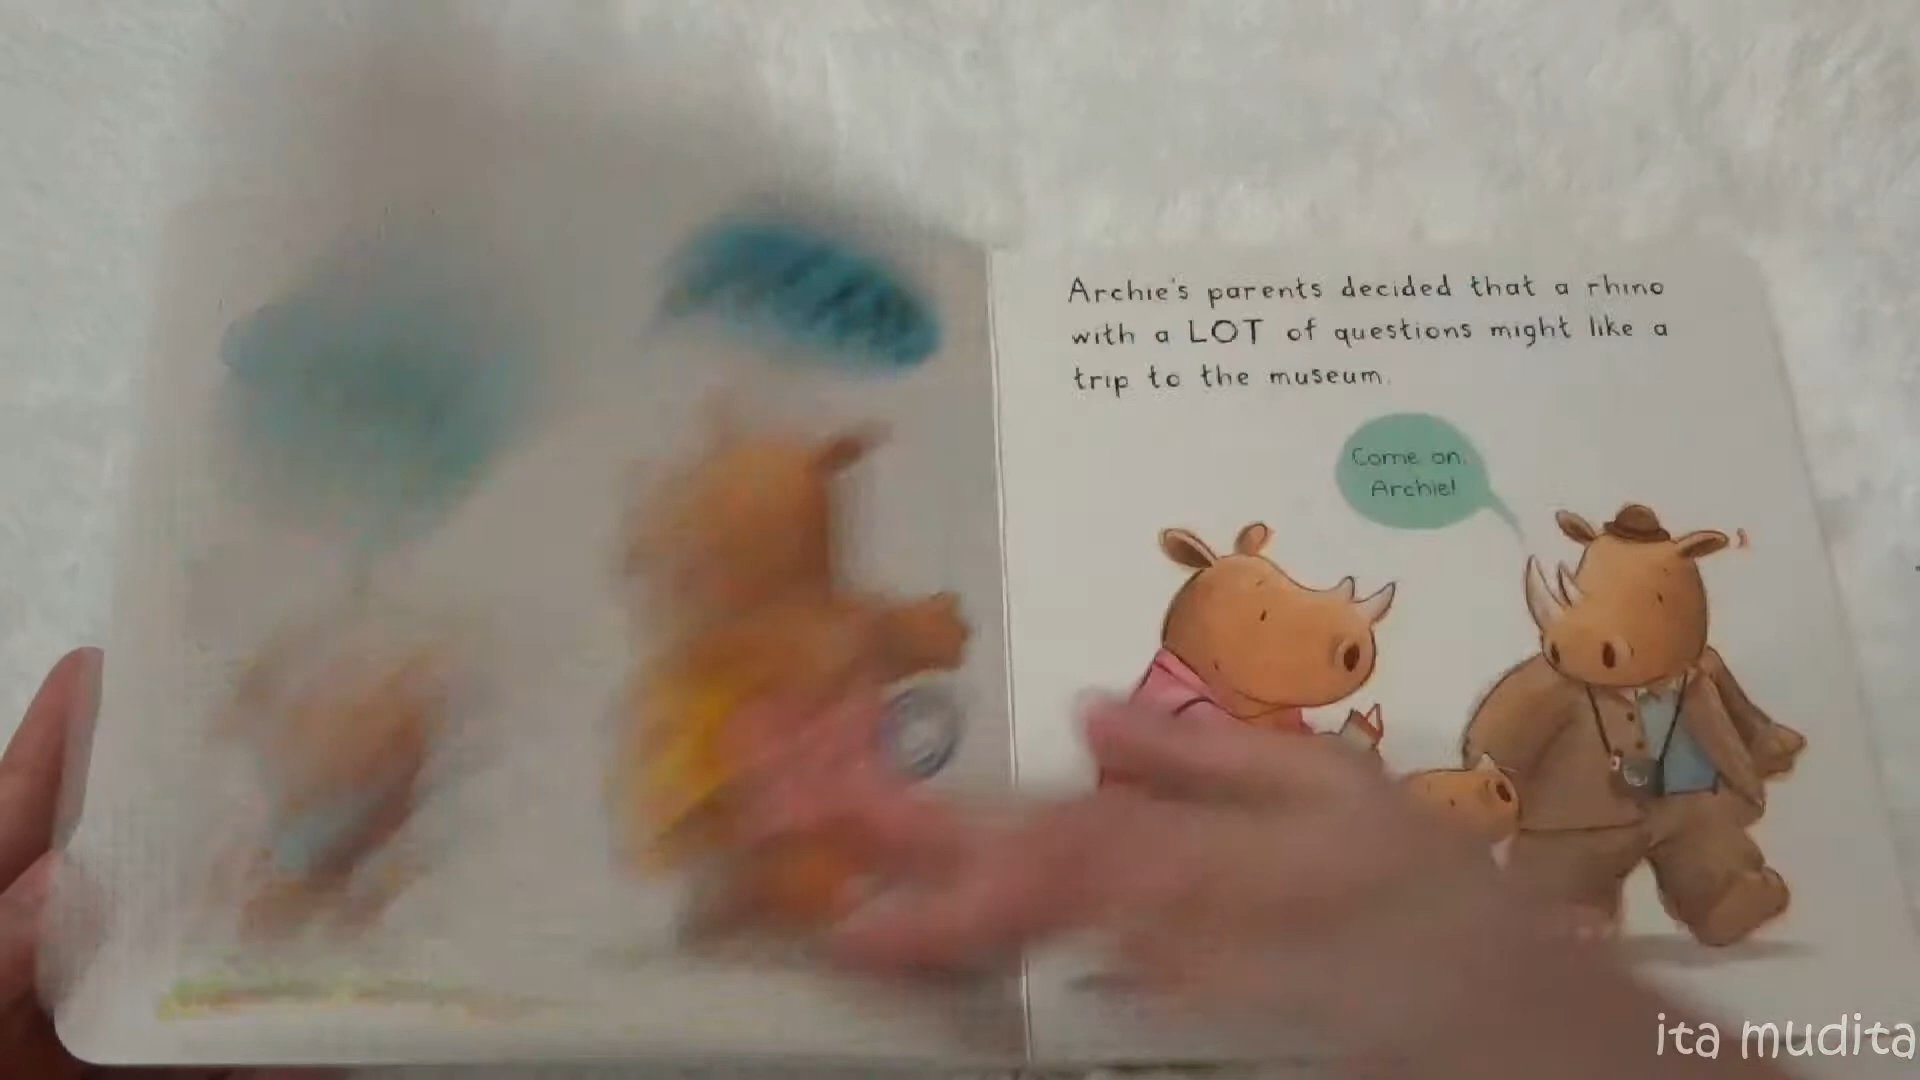 Archie's parents decided that a rhino
with a LOT of questions might like a
trip to the museum.
Come on,
Archie!
ita mudita